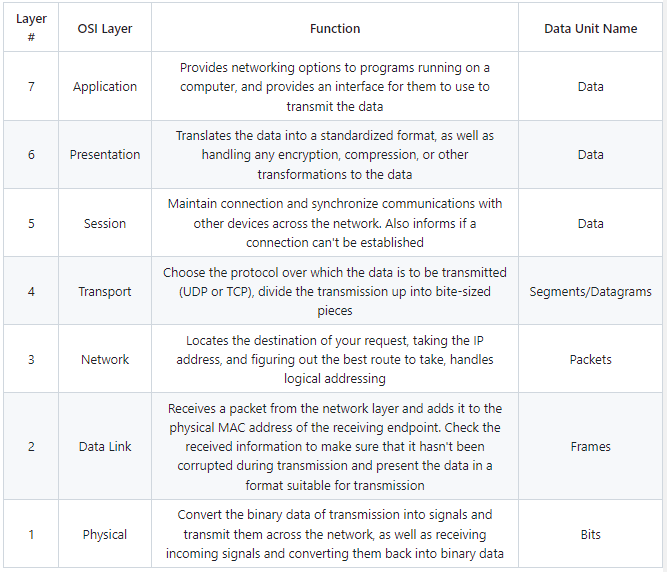 Layer # OSI Layer Function Data Unit Name
7 Application Provides networking options to programs running on a
computer, and provides an interface for them to use to
transmit the data Data
6 Presentation Translates the data into a standardized format, as well as
handling any encryption, compression, or other
transformations to the data Data
5 Session Maintain connection and synchronize communications with
other devices across the network. Also informs if a
connection can't be established Data
4 Transport Choose the protocol over which the data is to be transmitted
(UDP or TCP), divide the transmission up into bite-sized
pieces Segments/Datagrams
3 Network Locates the destination of your request, taking the IP
address, and figuring out the best route to take, handles
logical addressing Packets
2 Data Link Receives a packet from the network layer and adds it to the
physical MAC address of the receiving endpoint. Check the
received information to make sure that it hasn't been
corrupted during transmission and present the data in a
format suitable for transmission Frames
1 Physical Convert the binary data of transmission into signals and
transmit them across the network, as well as receiving
incoming signals and converting them back into binary data Bits